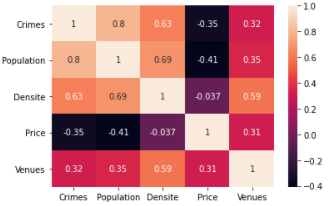 Crimes 1 0.8 0.63 -0.35 0.32
Population 0.8 1 0.69 -0.41 0.35
Densite 0.63 0.69 1 -0.037 0.59
Price -0.35 -0.41 -0.037 1 0.31
Venues 0.32 0.35 0.59 0.31 1
Crimes Population Densite Price Venues
1.0
0.8
0.6
0.4
0.2
0.0
-0.2
-0.4